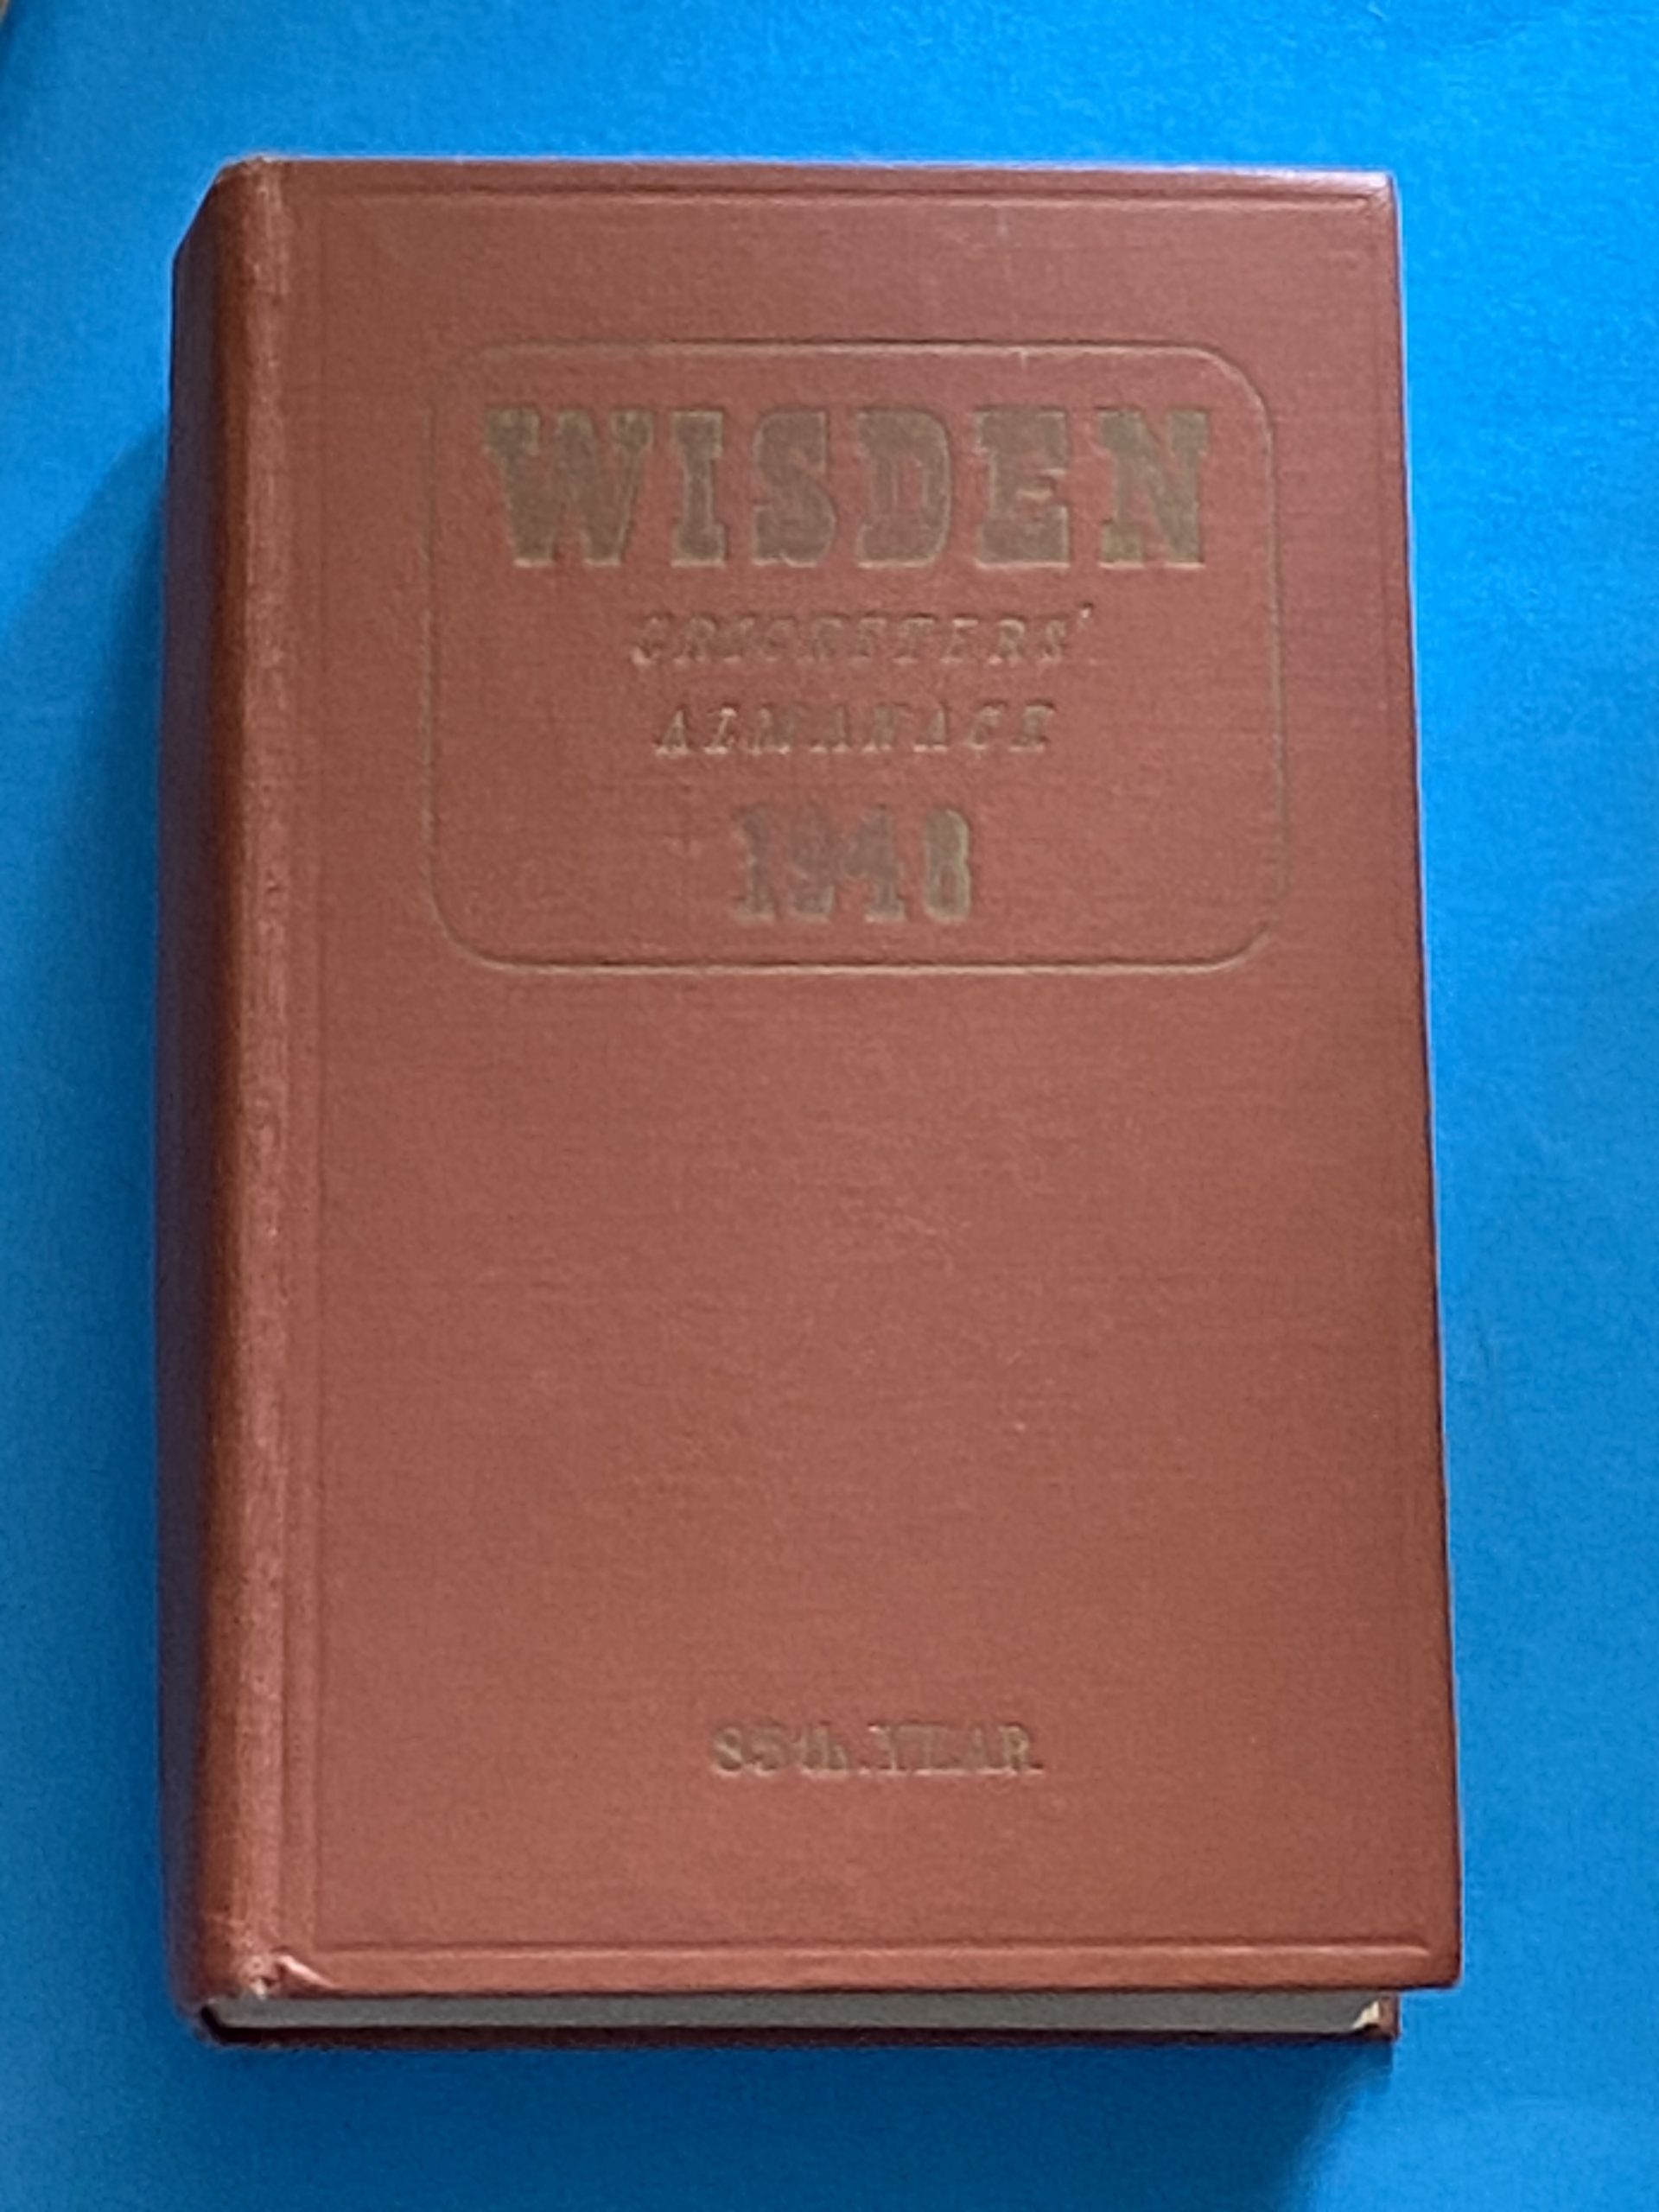 WISDEN
CRICKETERS'
ALMANACK
1948
85th. YEAR